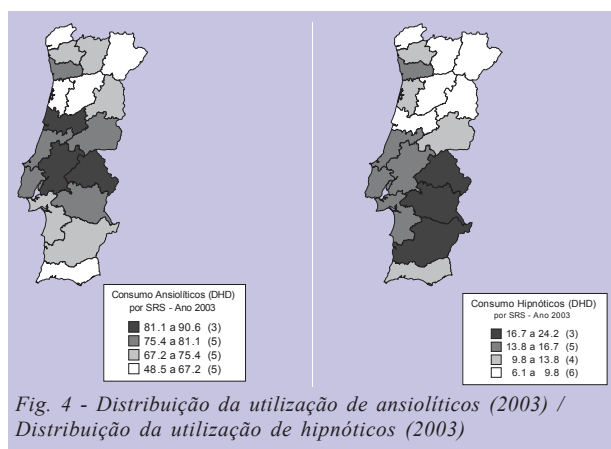 Consumo Ansiolíticos (DHD)
por SRS - Ano 2003
81.1 a 90.6 (3)
75.4 a 81.1 (5)
67.2 a 75.4 (5)
48.5 a 67.2 (5)
Consumo Hipnóticos (DHD)
por SRS - Ano 2003
16.7 a 24.2 (3)
13.8 a 16.7 (5)
9.8 a 13.8 (4)
6.1 a 9.8 (6)
Fig. 4 - Distribuição da utilização de ansiolíticos (2003) /
Distribuição da utilização de hipnóticos (2003)